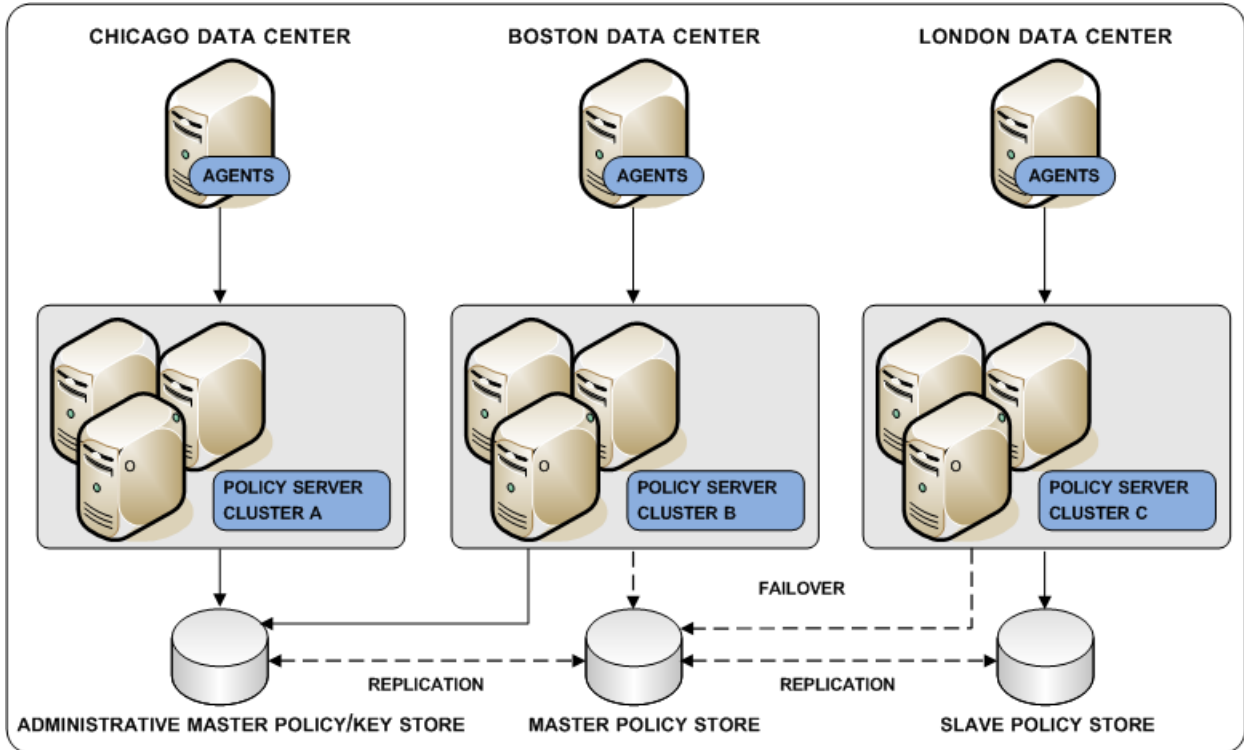 CHICAGO DATA CENTER
BOSTON DATA CENTER
LONDON DATA CENTER
AGENTS
AGENTS
AGENTS
POLICY SERVER
CLUSTER A
POLICY SERVER
CLUSTER B
POLICY SERVER
CLUSTER C
FAILOVER
REPLICATION
REPLICATION
ADMINISTRATIVE MASTER POLICY/KEY STORE
MASTER POLICY STORE
SLAVE POLICY STORE